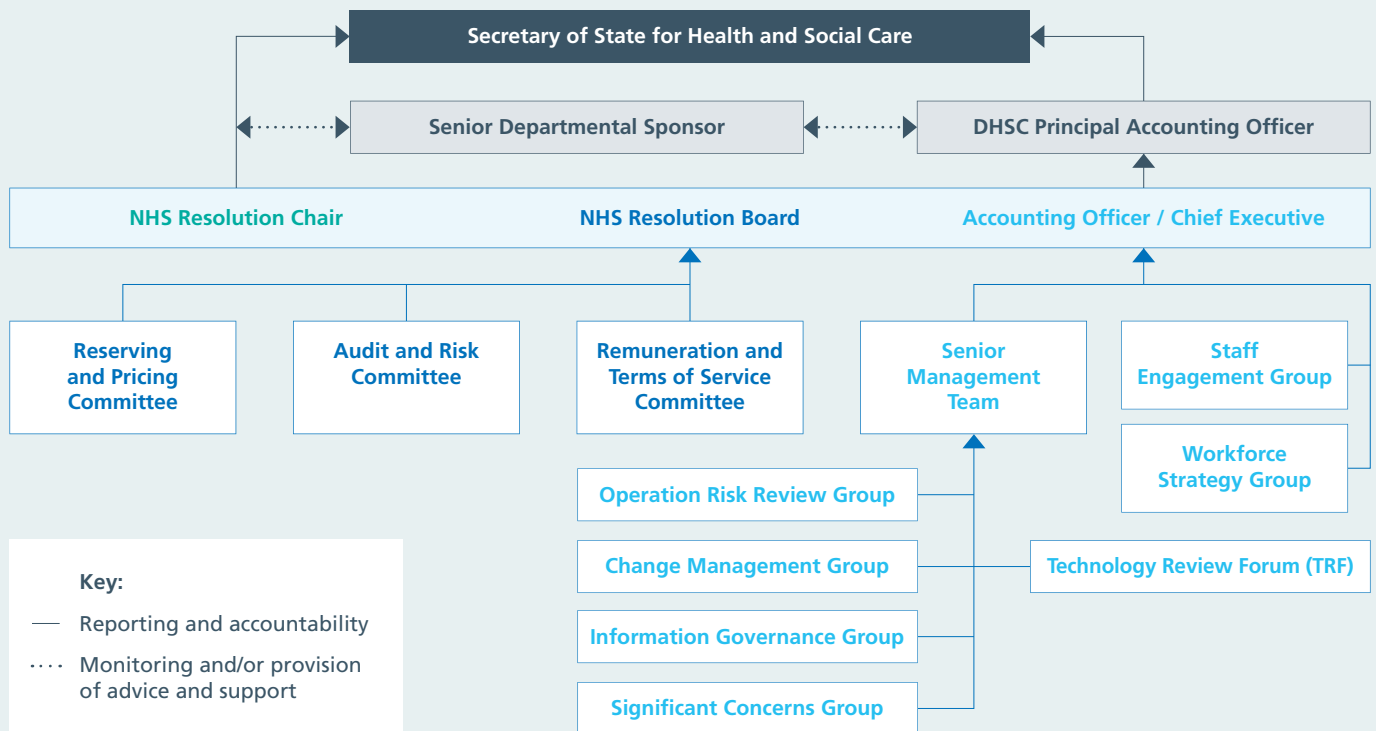 Secretary of State for Health and Social Care
Senior Departmental Sponsor
DHSC Principal Accounting Officer
NHS Resolution Chair
NHS Resolution Board
Accounting Officer / Chief Executive
Reserving
and Pricing
Committee
Audit and Risk
Committee
Remuneration and
Terms of Service
Committee
Senior
Management
Team
Staff
Engagement Group
Workforce
Strategy Group
Operation Risk Review Group
Change Management Group
Technology Review Forum (TRF)
Information Governance Group
Significant Concerns Group
Key:
Reporting and accountability
Monitoring and/or provision
of advice and support